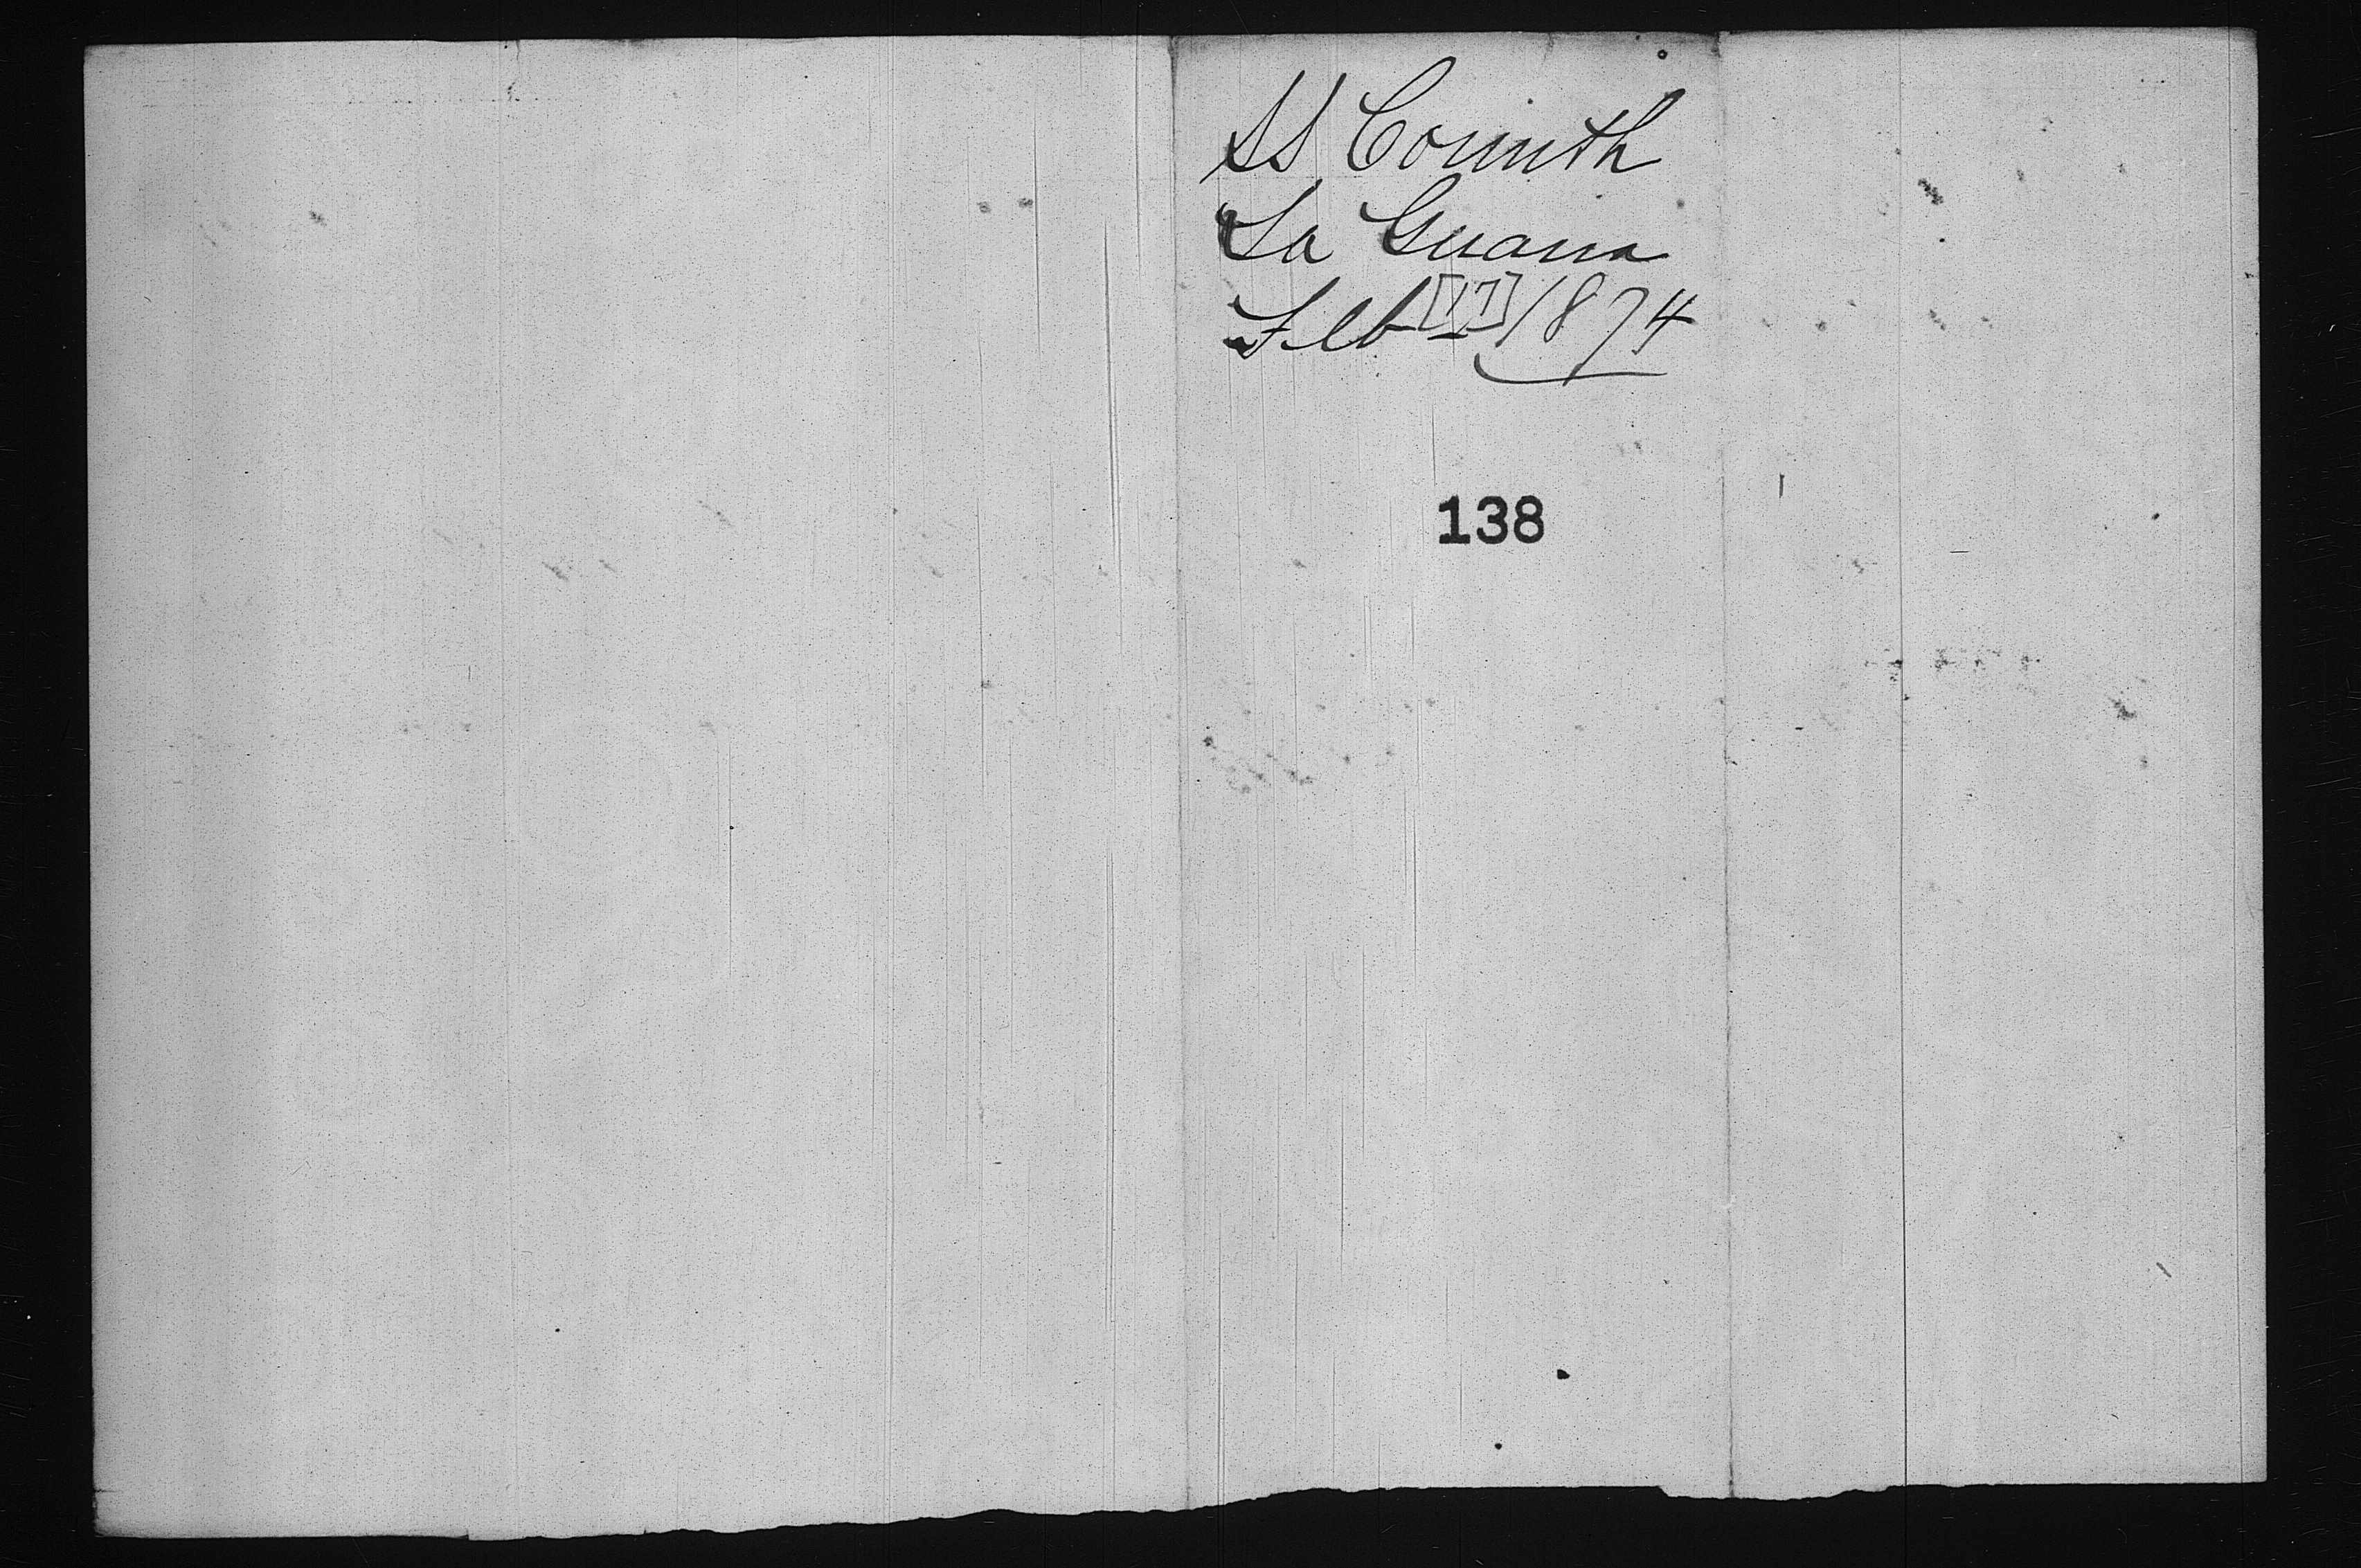 SS Corinth
La Guaira
Feb [17] 1874
138